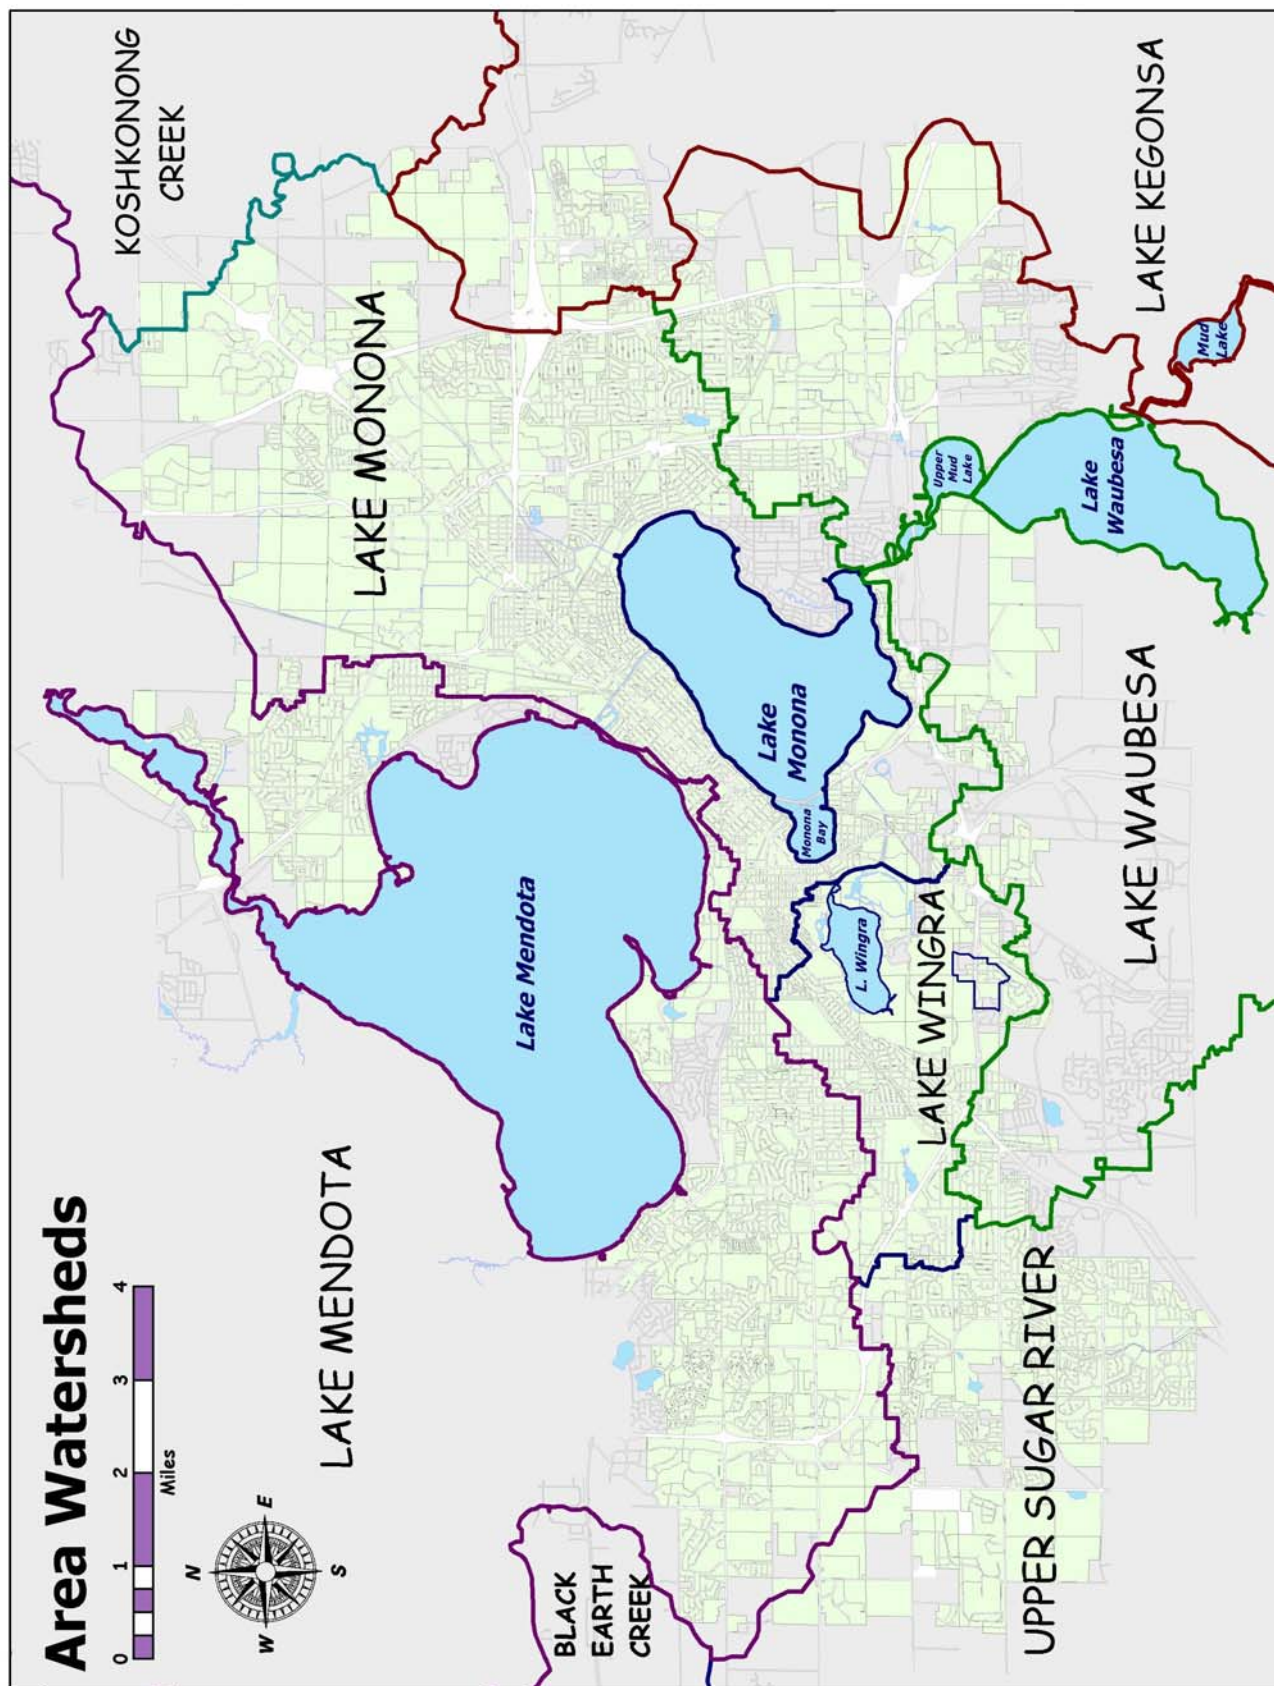 Area Watersheds
0 1 2 3 4
Miles
N
W
E
S
KOSHKONONG
CREEK
LAKE MENDOTA
LAKE MONONA
Lake Mendota
BLACK
EARTH
CREEK
Lake
Monona
Monona
Bay
L. Wingra
LAKE WINGRA
Upper
Mud
Lake
Lake
Waubesa
UPPER SUGAR RIVER
LAKE WAUBESA
LAKE KEGONSA
Mud
Lake